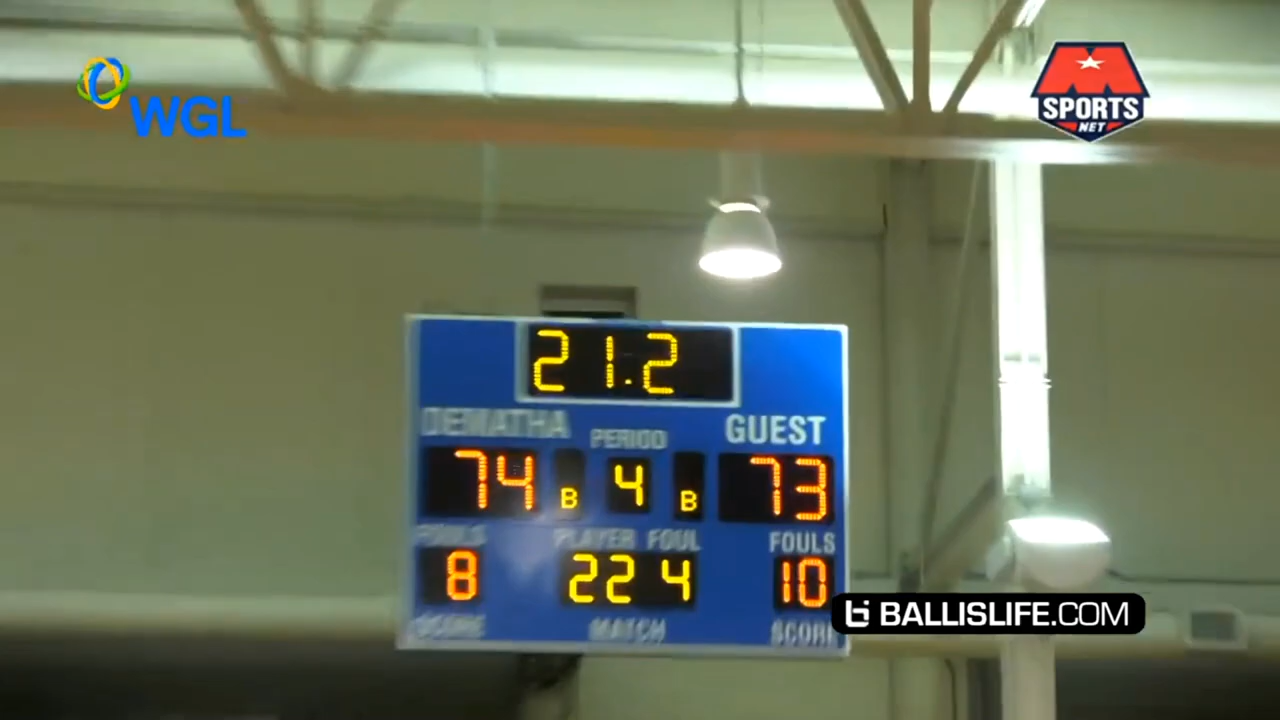 WGL
SPORTS
NET
21.2
DEMATHA
PERIOD
GUEST
74
B
4
B
73
FOULS
PLAYER FOUL
FOULS
8
22 4
10
SCORE
MATCH
SCORE
BALLISLIFE.COM